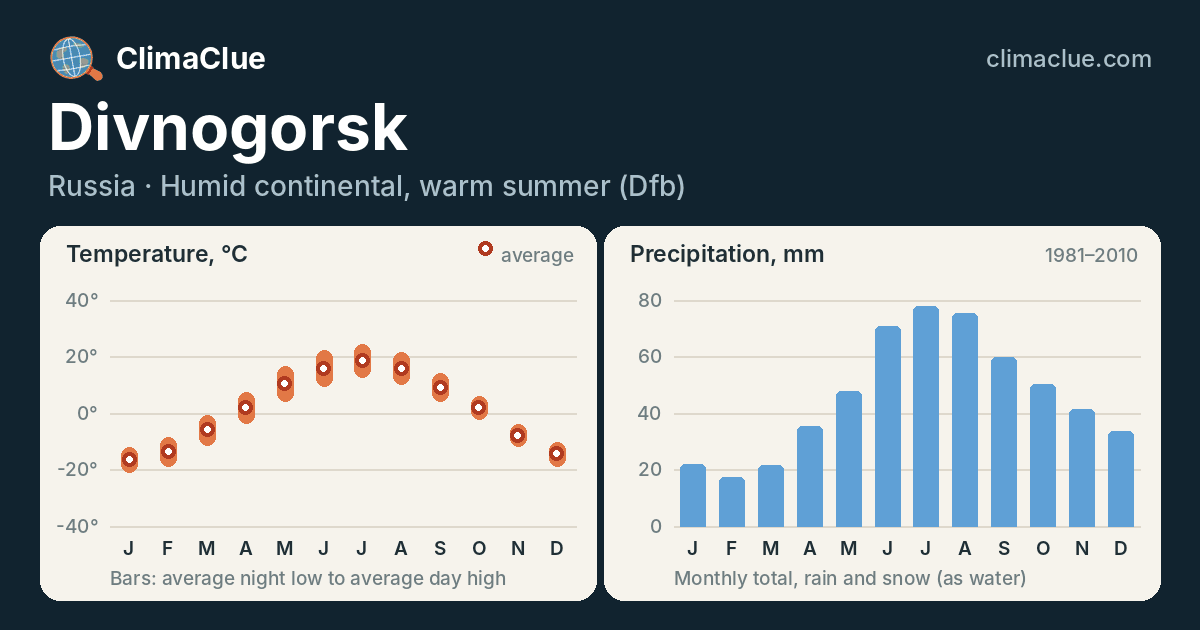 ClimaClue
climaclue.com
Divnogorsk
Russia · Humid continental, warm summer (Dfb)
Temperature, °C
average
40°
20°
0°
-20°
-40°
J F M A M J J A S O N D
Bars: average night low to average day high
Precipitation, mm
1981–2010
80
60
40
20
0
J F M A M J J A S O N D
Monthly total, rain and snow (as water)